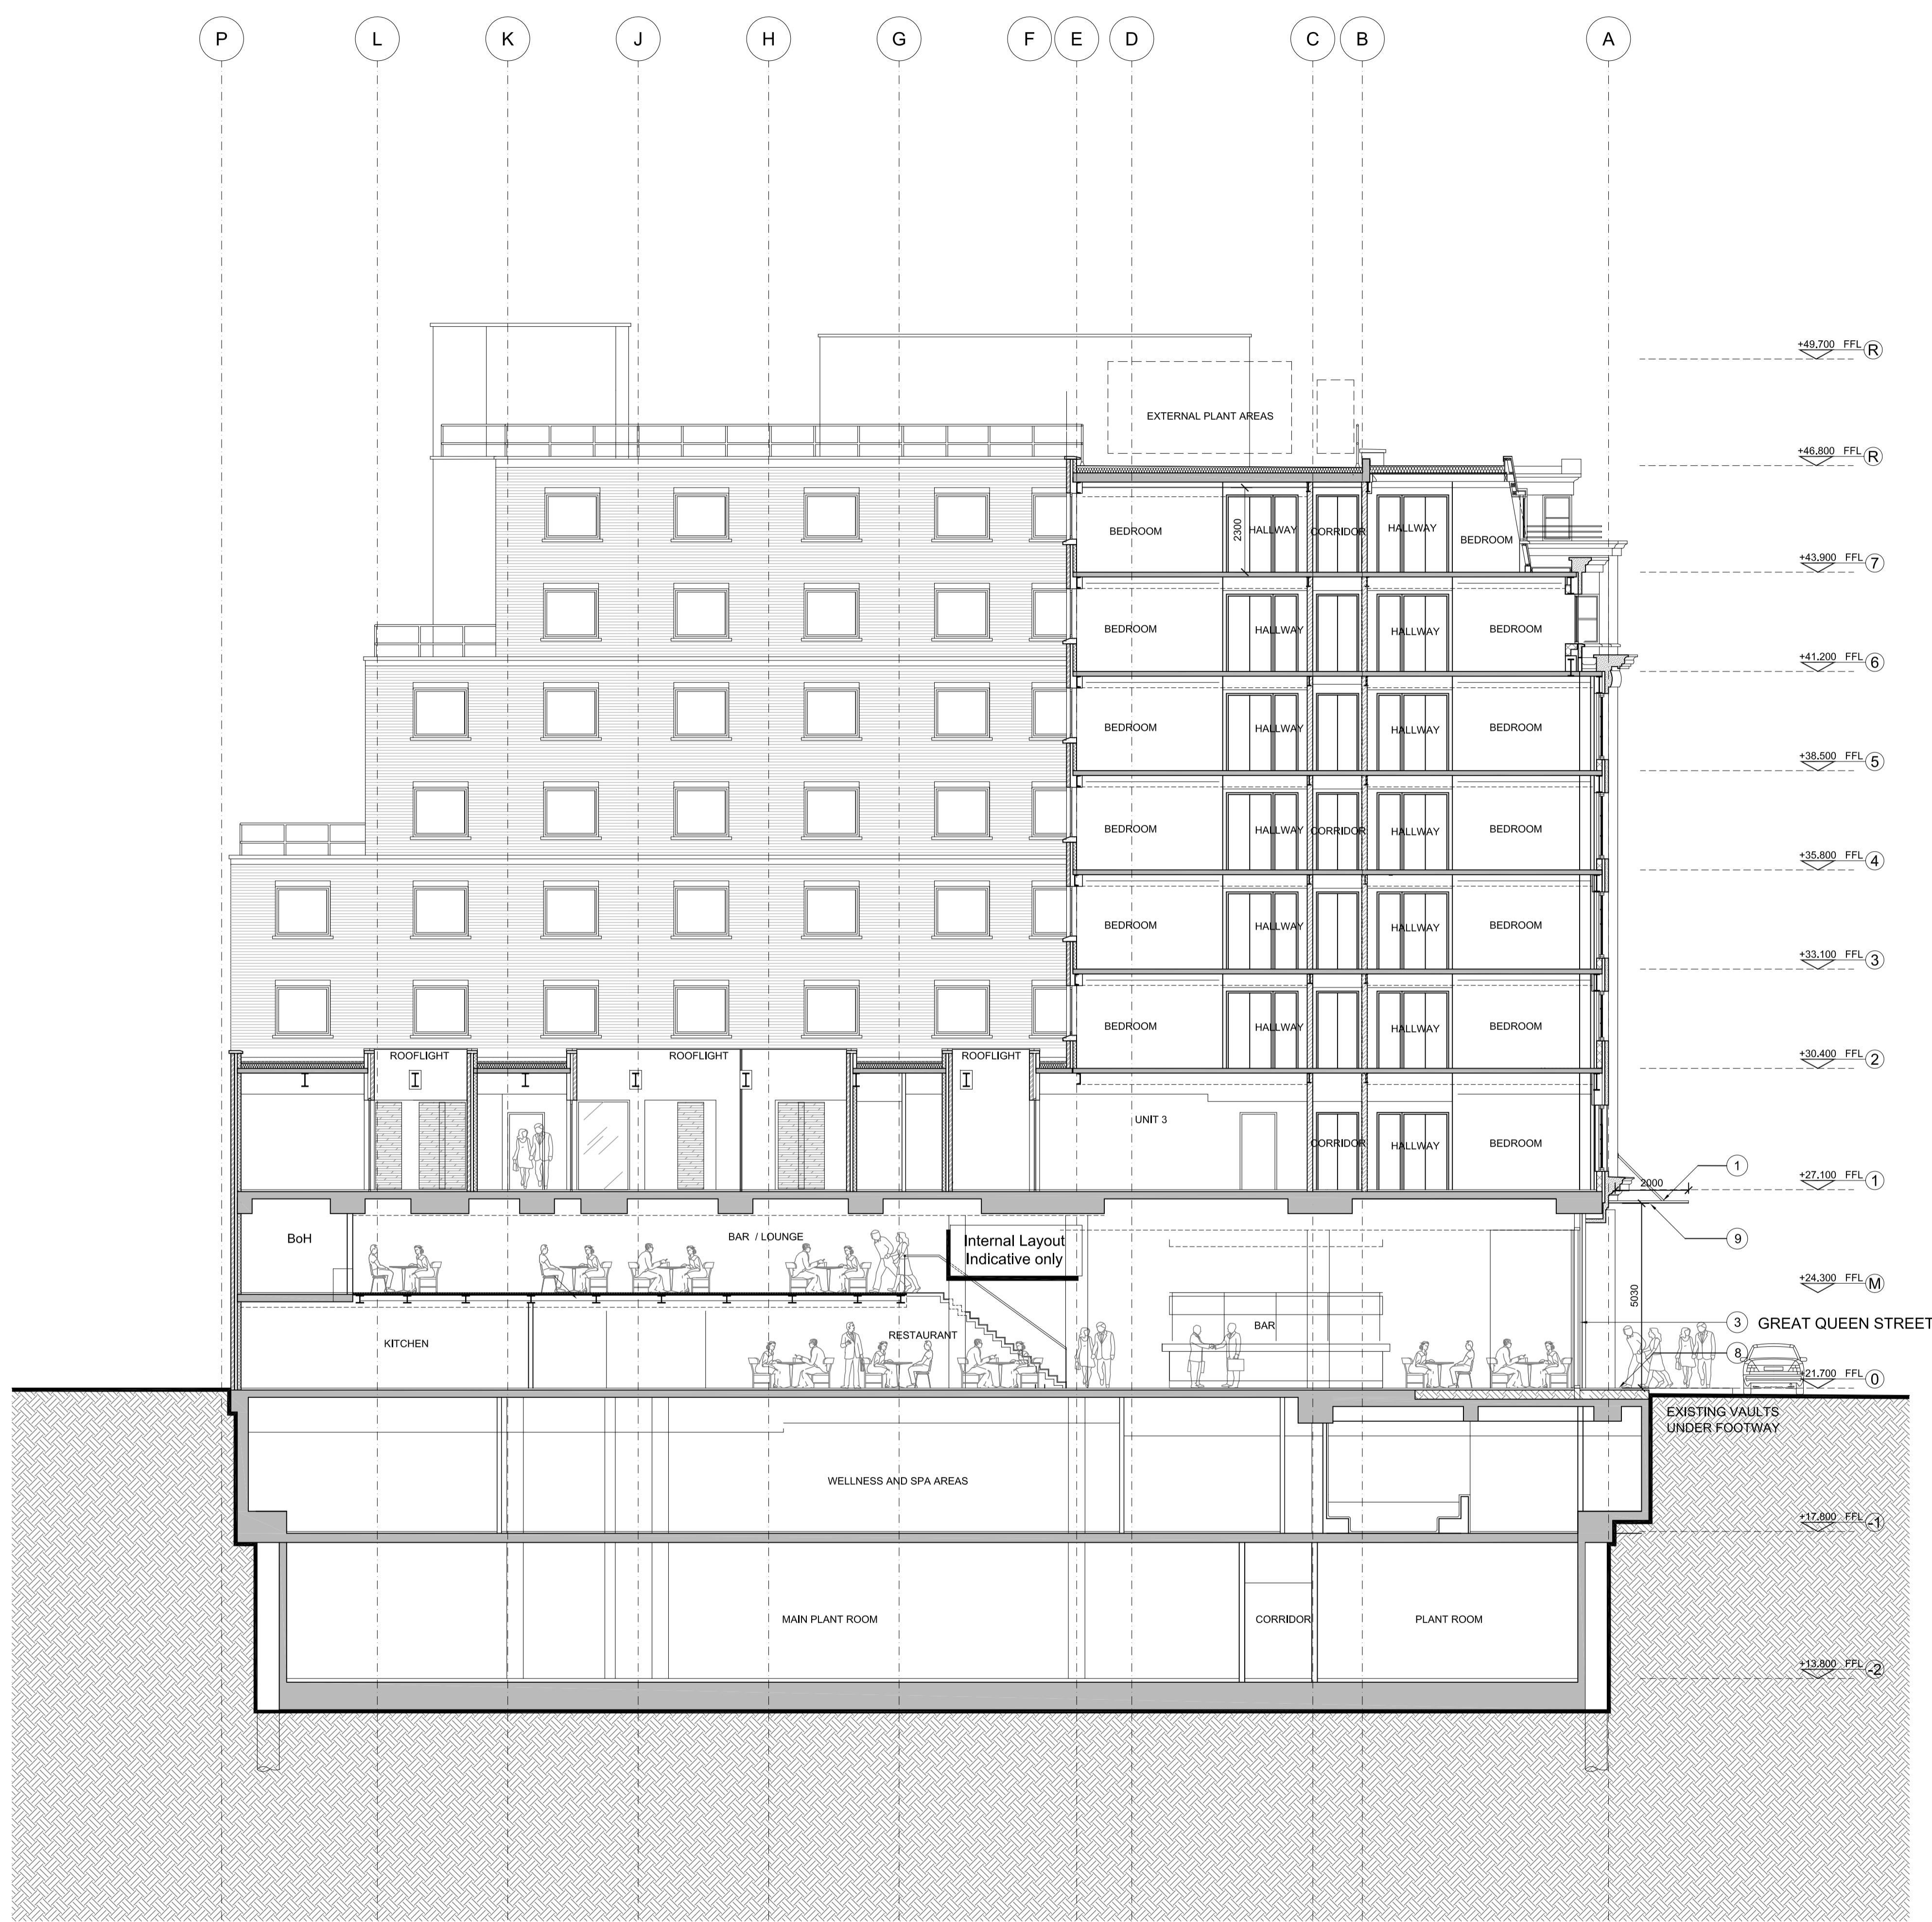 P L K J H G F E D C B A
+49.700 FFL R
EXTERNAL PLANT AREAS
+46.800 FFL R
BEDROOM 2300 HALLWAY CORRIDOR HALLWAY BEDROOM
+43.900 FFL 7
BEDROOM HALLWAY HALLWAY BEDROOM
+41.200 FFL 6
BEDROOM HALLWAY HALLWAY BEDROOM
+38.500 FFL 5
BEDROOM HALLWAY CORRIDOR HALLWAY BEDROOM
+35.800 FFL 4
BEDROOM HALLWAY HALLWAY BEDROOM
+33.100 FFL 3
BEDROOM HALLWAY HALLWAY BEDROOM
ROOFLIGHT ROOFLIGHT ROOFLIGHT
+30.400 FFL 2
UNIT 3 CORRIDOR HALLWAY BEDROOM
1
+27.100 FFL 1
2000
BoH BAR / LOUNGE
Internal Layout
Indicative only
9
+24.300 FFL M
5030
KITCHEN RESTAURANT BAR
3 GREAT QUEEN STREET
8
+21.700 FFL 0
EXISTING VAULTS
UNDER FOOTWAY
WELLNESS AND SPA AREAS
+17.800 FFL -1
MAIN PLANT ROOM CORRIDOR PLANT ROOM
+13.800 FFL -2